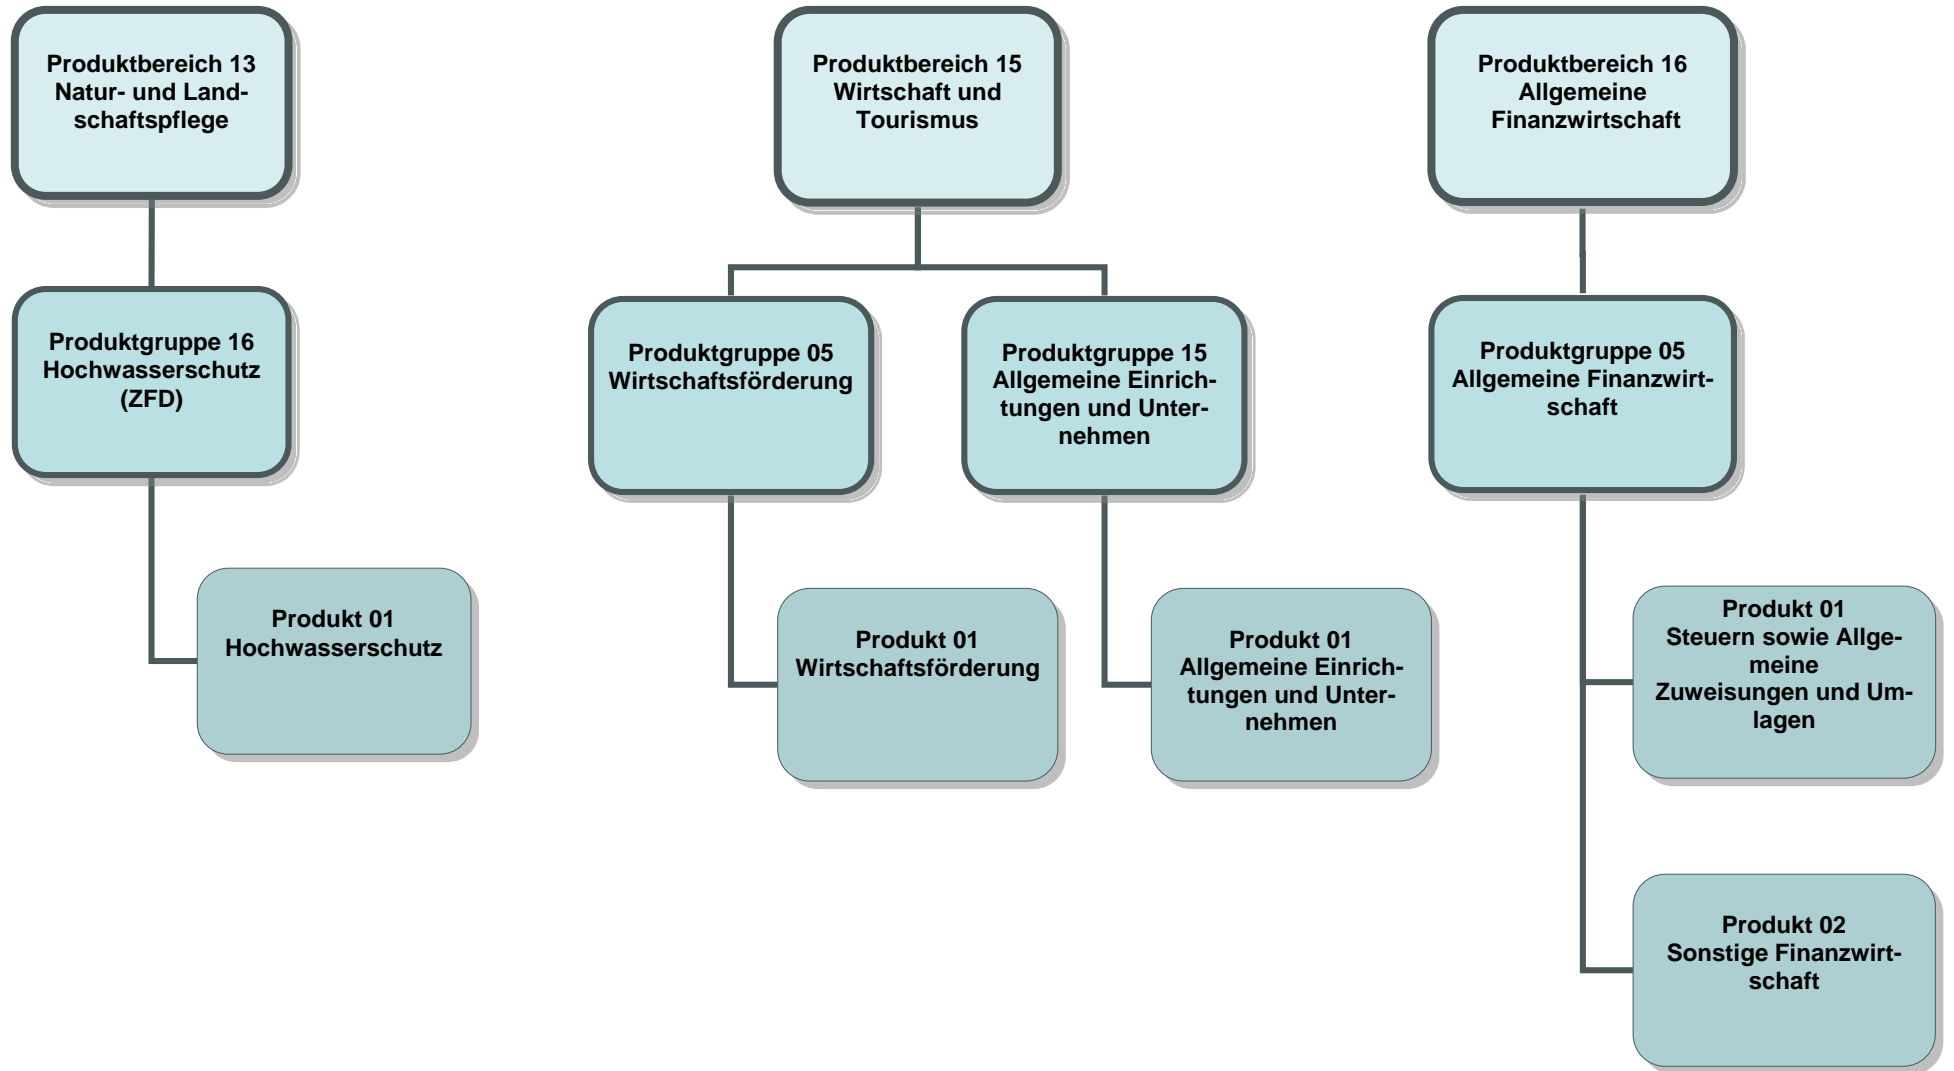 Produktbereich 13
Natur- und Land-
schaftspflege
Produktbereich 15
Wirtschaft und
Tourismus
Produktbereich 16
Allgemeine
Finanzwirtschaft
Produktgruppe 16
Hochwasserschutz
(ZFD)
Produktgruppe 05
Wirtschaftsförderung
Produktgruppe 15
Allgemeine Einrich-
tungen und Unter-
nehmen
Produktgruppe 05
Allgemeine Finanzwirt-
schaft
Produkt 01
Hochwasserschutz
Produkt 01
Wirtschaftsförderung
Produkt 01
Allgemeine Einrich-
tungen und Unter-
nehmen
Produkt 01
Steuern sowie Allge-
meine
Zuweisungen und Um-
lagen
Produkt 02
Sonstige Finanzwirt-
schaft